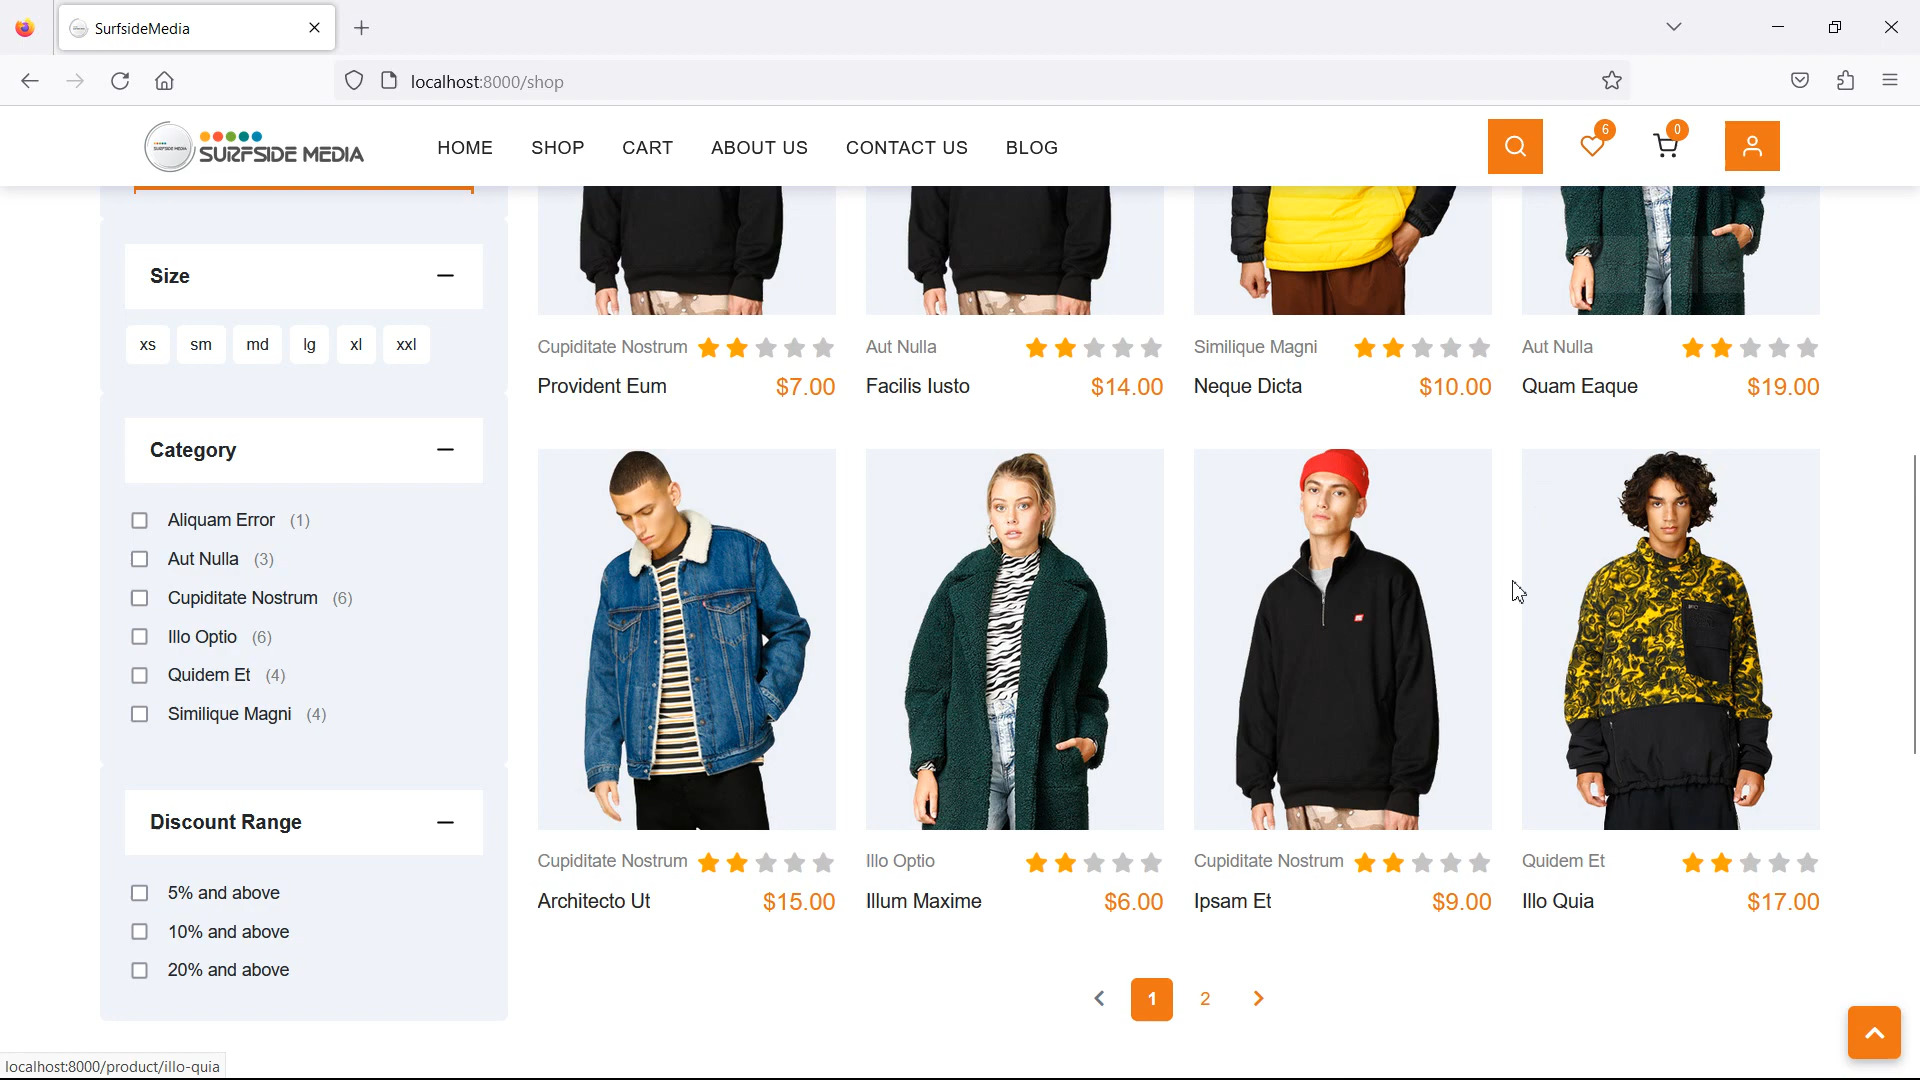 SurfsideMedia
localhost:8000/shop
SURFSIDE MEDIA
HOME SHOP CART ABOUT US CONTACT US BLOG
6
0
Size
xs sm md lg xl xxl
Category
Aliquam Error (1)
Aut Nulla (3)
Cupiditate Nostrum (6)
Illo Optio (6)
Quidem Et (4)
Similique Magni (4)
Discount Range
5% and above
10% and above
20% and above
Cupiditate Nostrum
Provident Eum $7.00
Aut Nulla
Facilis Iusto $14.00
Similique Magni
Neque Dicta $10.00
Aut Nulla
Quam Eaque $19.00
Cupiditate Nostrum
Architecto Ut $15.00
Illo Optio
Illum Maxime $6.00
Cupiditate Nostrum
Ipsam Et $9.00
Quidem Et
Illo Quia $17.00
1 2
localhost:8000/product/illo-quia